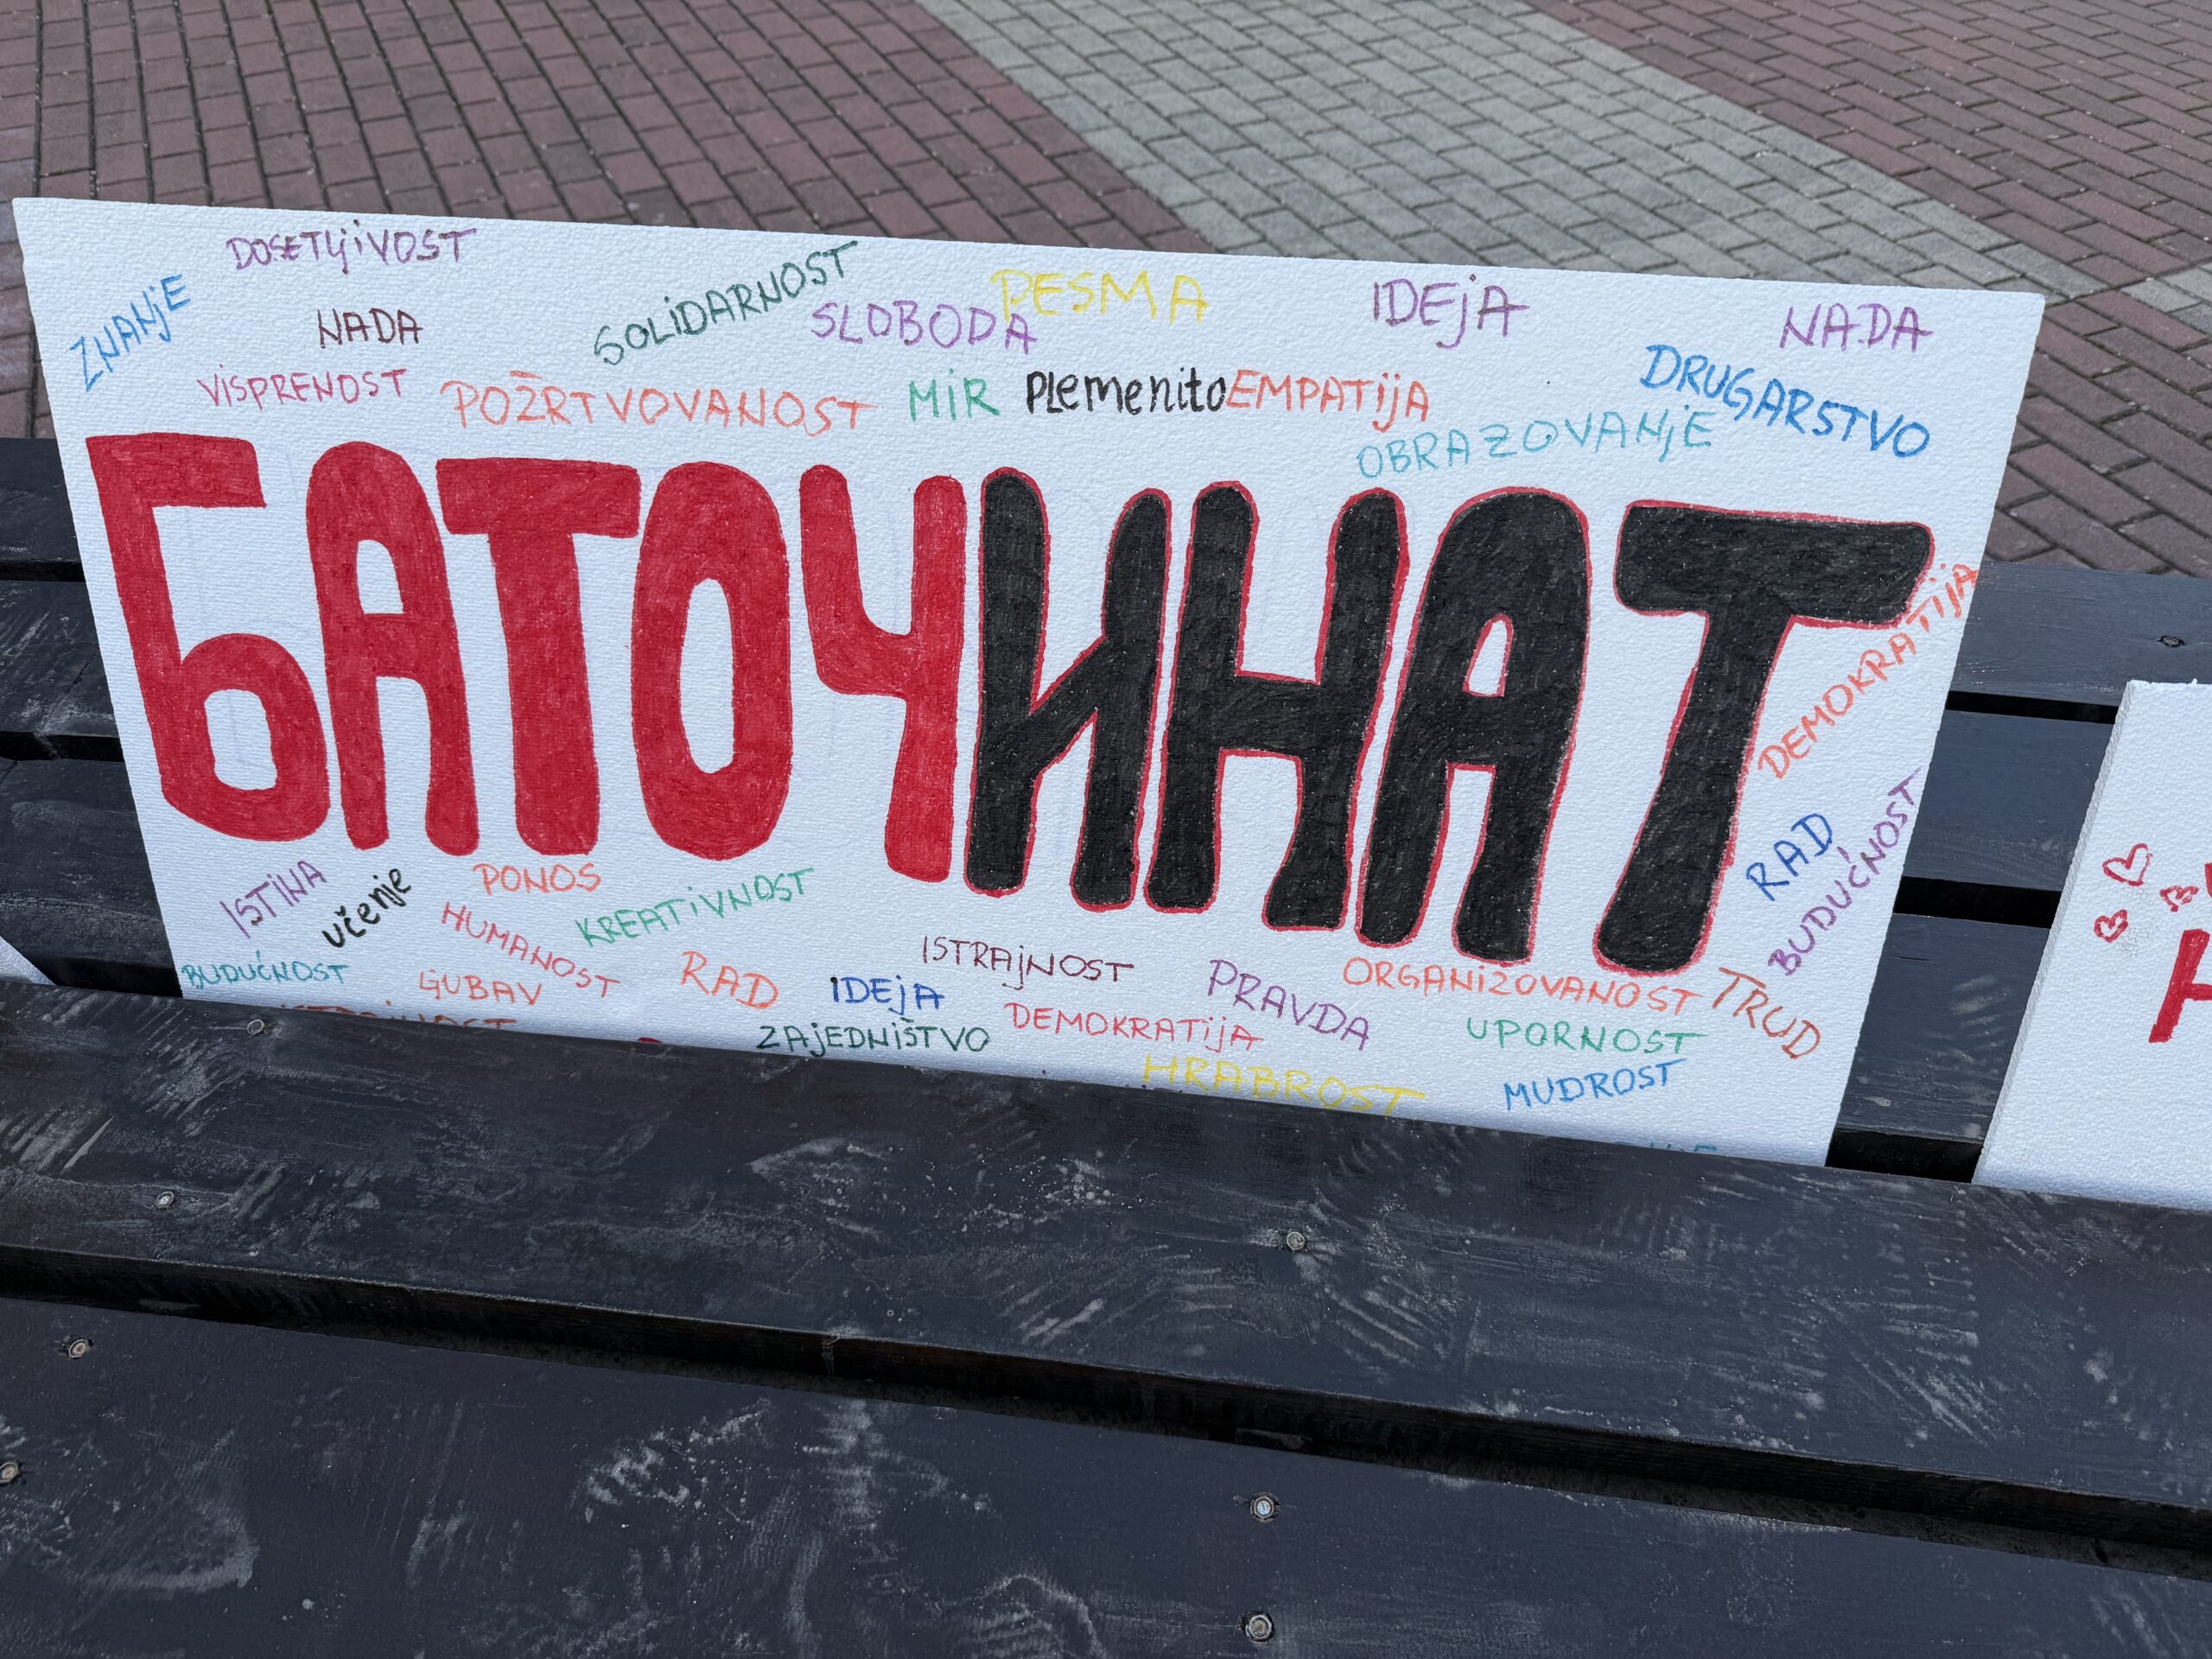 DOSETLjiVOST
ZNANjE
NADA
SOLiDARNOST
SLOBODA
PESMA
IDEjA
NADA
ViSPRENOST
POŽRTVOVANOST
MiR
PLemenito
EMPATijA
DRUGARSTVO
OBRAZOVANjE
БАТОЧИНАТ
DEMOKRATijA
RAD
BUDUĆNOST
ISTINA
učenje
PONOS
KREATiVNOST
HUMANOST
BUDUĆNOST
LjUBAV
RAD
IDEjA
ISTRAjNOST
PRAVDA
ORGANiZOVANOST
TRUD
ZAjEDNiŠTVO
DEMOKRATijA
UPORNOST
HRABROST
MUDROST